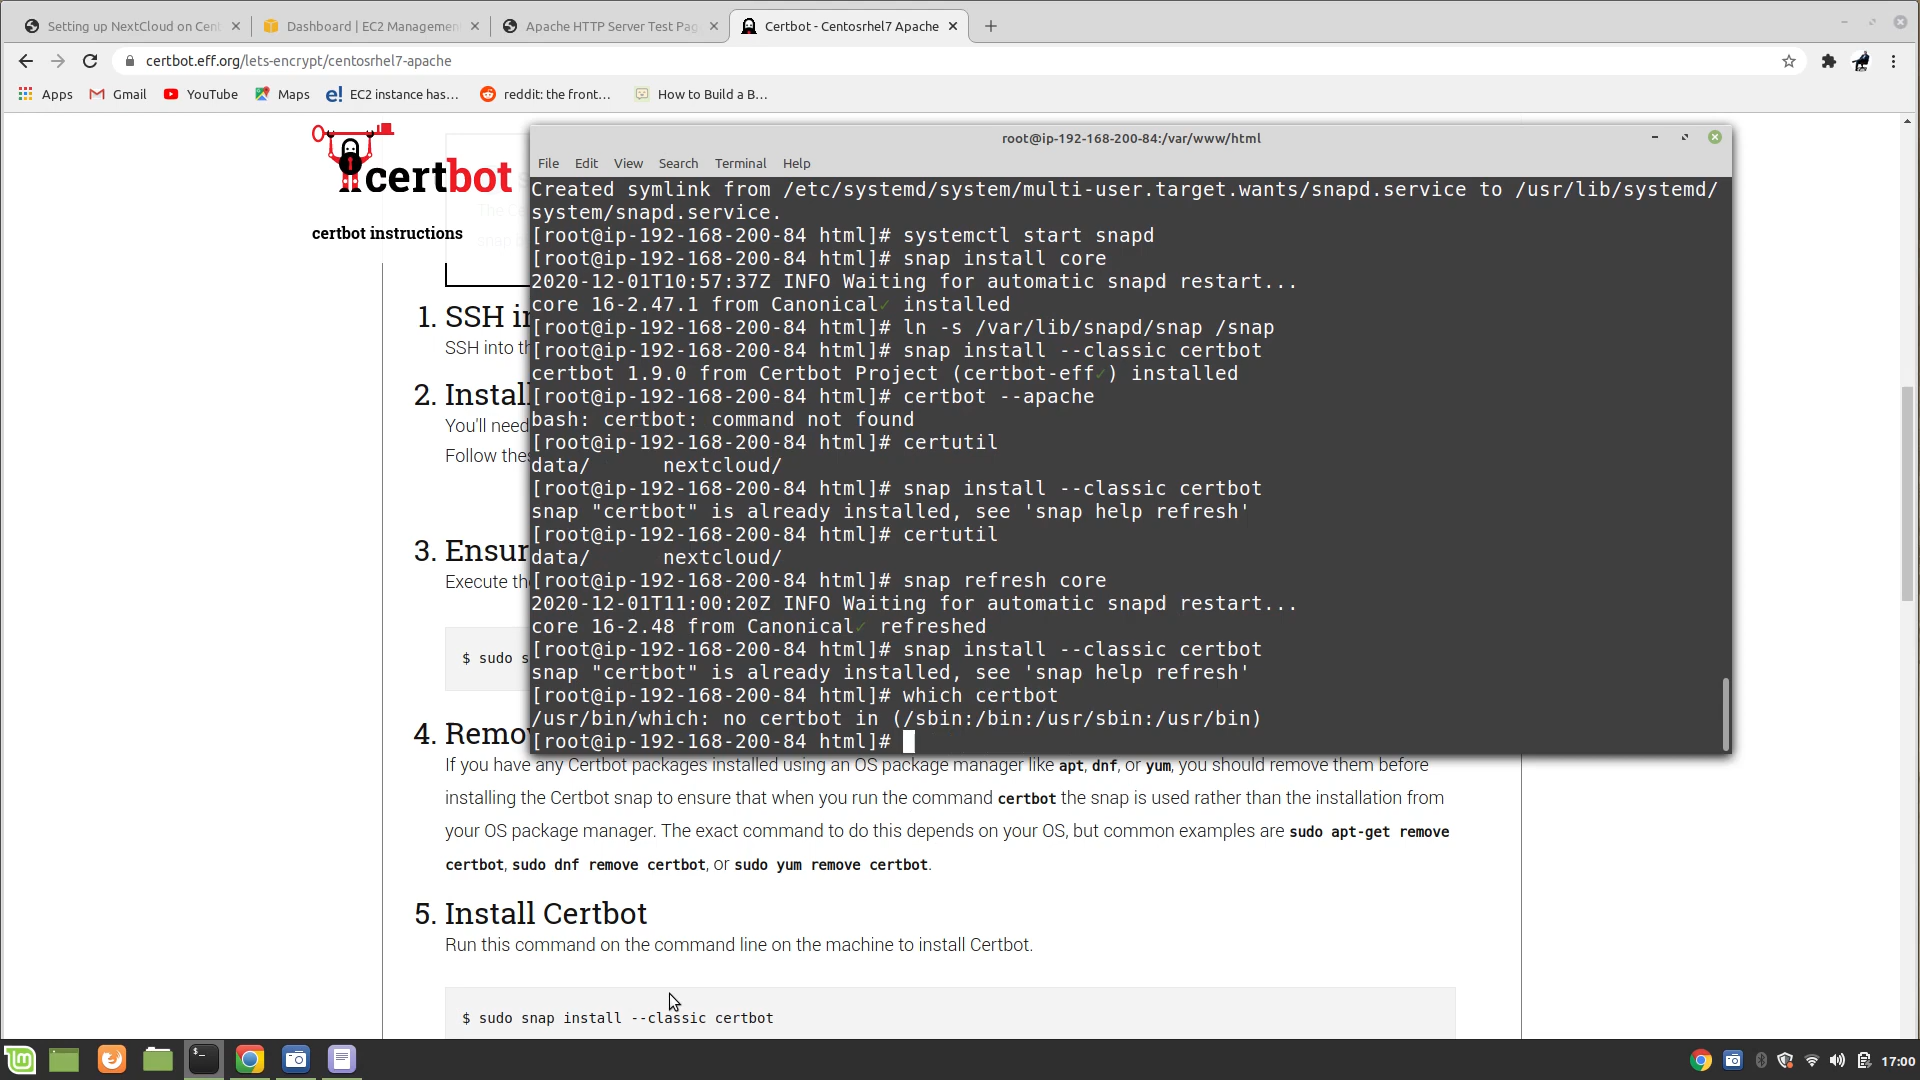 Setting up NextCloud on Cent
Dashboard | EC2 Management
Apache HTTP Server Test Pag
Certbot - Centosrhel7 Apache
certbot.eff.org/lets-encrypt/centosrhel7-apache
Apps
Gmail
YouTube
Maps
EC2 instance has...
reddit: the front...
How to Build a B...
certbot
certbot instructions
1. SSH in
SSH into th
2. Install
You'll need
Follow thes
3. Ensur
Execute th
$ sudo s
4. Remo
If you have any Certbot packages installed using an OS package manager like apt, dnf, or yum, you should remove them before
installing the Certbot snap to ensure that when you run the command certbot the snap is used rather than the installation from
your OS package manager. The exact command to do this depends on your OS, but common examples are sudo apt-get remove
certbot, sudo dnf remove certbot, or sudo yum remove certbot.
5. Install Certbot
Run this command on the command line on the machine to install Certbot.
$ sudo snap install --classic certbot
root@ip-192-168-200-84:/var/www/html
File Edit View Search Terminal Help
Created symlink from /etc/systemd/system/multi-user.target.wants/snapd.service to /usr/lib/systemd/
system/snapd.service.
[root@ip-192-168-200-84 html]# systemctl start snapd
[root@ip-192-168-200-84 html]# snap install core
2020-12-01T10:57:37Z INFO Waiting for automatic snapd restart...
core 16-2.47.1 from Canonical✓ installed
[root@ip-192-168-200-84 html]# ln -s /var/lib/snapd/snap /snap
[root@ip-192-168-200-84 html]# snap install --classic certbot
certbot 1.9.0 from Certbot Project (certbot-eff✓) installed
[root@ip-192-168-200-84 html]# certbot --apache
bash: certbot: command not found
[root@ip-192-168-200-84 html]# certutil
data/ nextcloud/
[root@ip-192-168-200-84 html]# snap install --classic certbot
snap "certbot" is already installed, see 'snap help refresh'
[root@ip-192-168-200-84 html]# certutil
data/ nextcloud/
[root@ip-192-168-200-84 html]# snap refresh core
2020-12-01T11:00:20Z INFO Waiting for automatic snapd restart...
core 16-2.48 from Canonical✓ refreshed
[root@ip-192-168-200-84 html]# snap install --classic certbot
snap "certbot" is already installed, see 'snap help refresh'
[root@ip-192-168-200-84 html]# which certbot
/usr/bin/which: no certbot in (/sbin:/bin:/usr/sbin:/usr/bin)
[root@ip-192-168-200-84 html]#
17:00